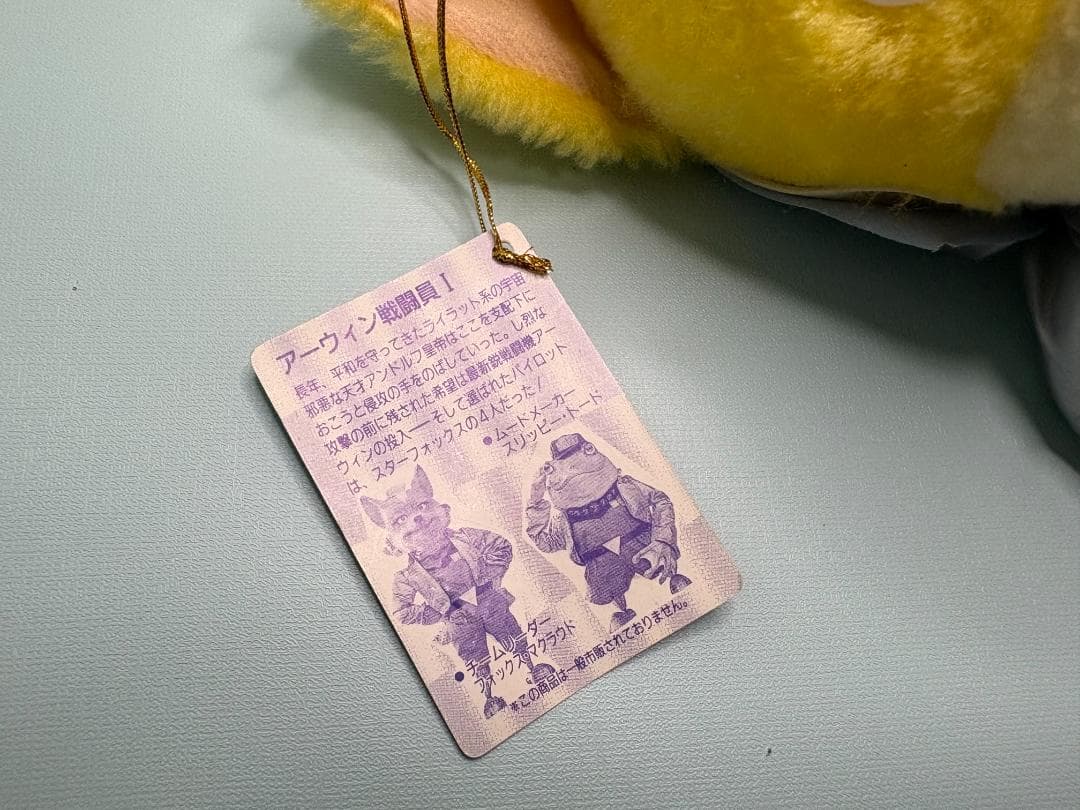 アーウィン戦闘員Ⅰ
長年、平和を守ってきたライラット系の宇宙
邪悪な天才アンドルフ皇帝はここを支配下に
おこうと侵攻の手をのばしていった。し烈な
攻撃の前に残された希望は最新鋭戦闘機アー
ウィンの投入──そして選ばれたパイロット
は、スターフォックスの4人だった!
●ムードメーカー
スリッピー・トード
●チームリーダー
フォックス・マクラウド
※この商品は一般市販されておりません。